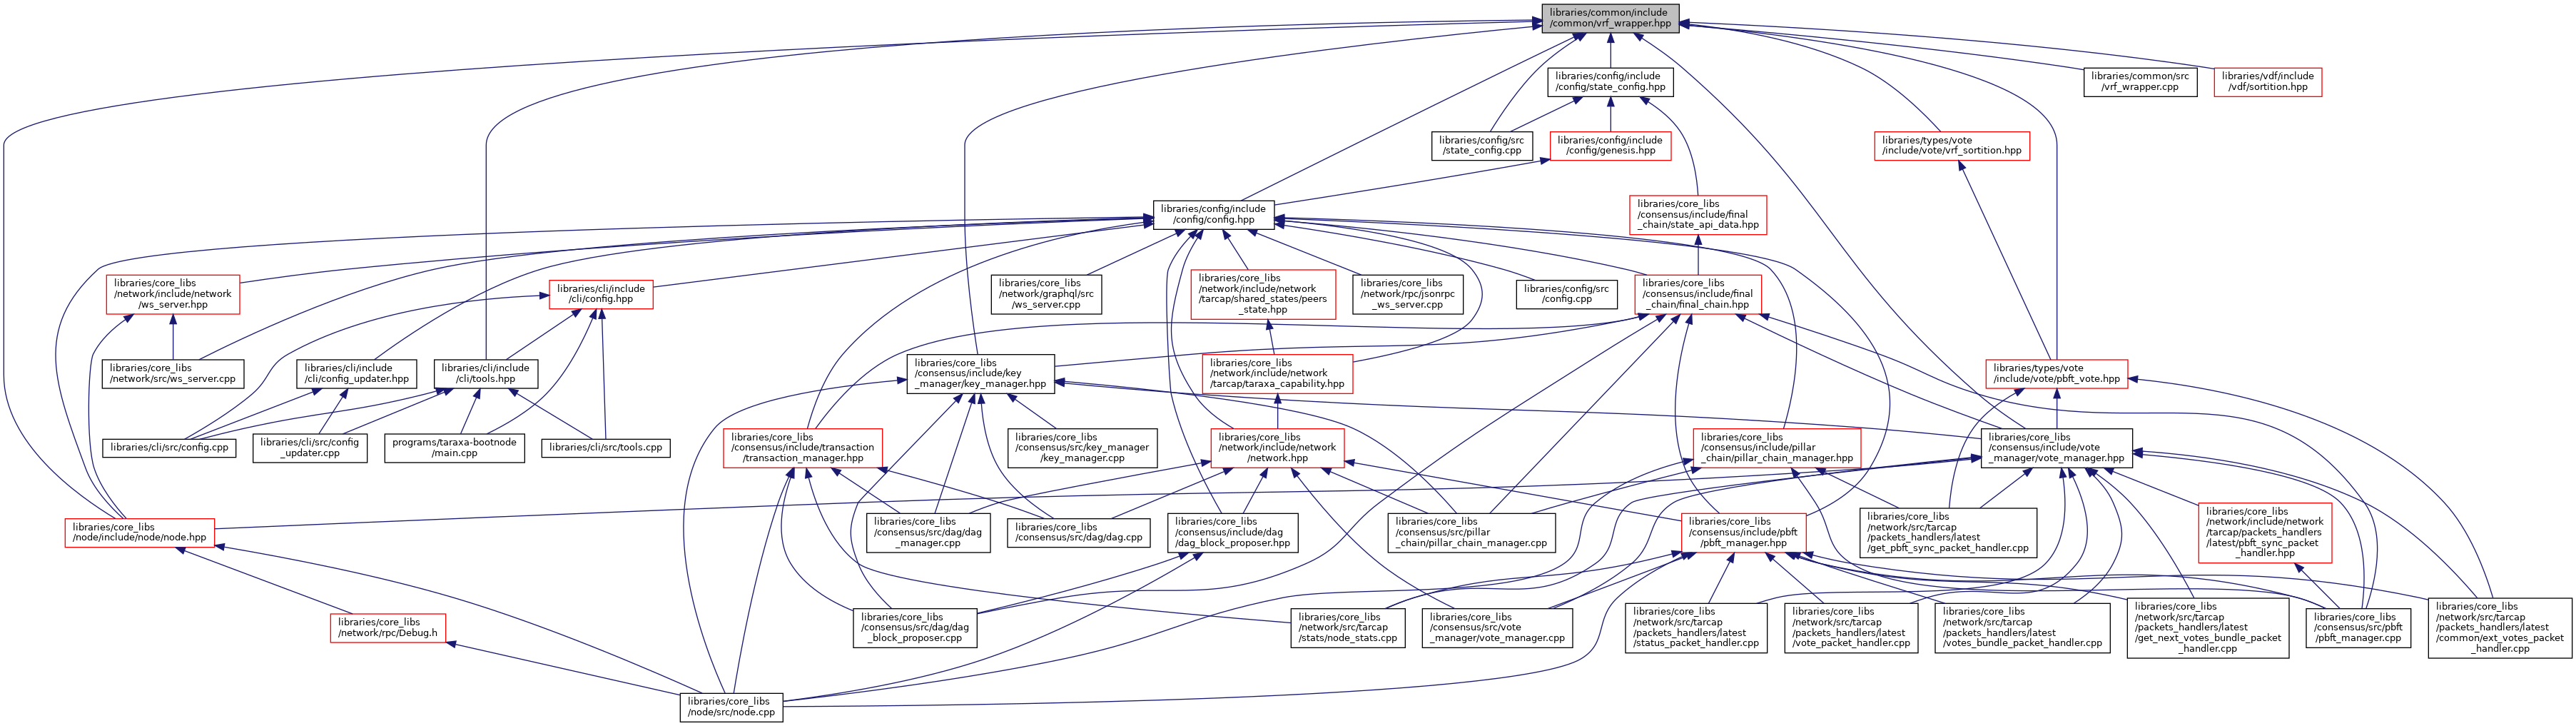 libraries/common/include
/common/vrf_wrapper.hpp
libraries/config/include
/config/state_config.hpp
libraries/common/src
/vrf_wrapper.cpp
libraries/vdf/include
/vdf/sortition.hpp
libraries/config/src
/state_config.cpp
libraries/config/include
/config/genesis.hpp
libraries/types/vote
/include/vote/vrf_sortition.hpp
libraries/config/include
/config/config.hpp
libraries/core_libs
/consensus/include/final
_chain/state_api_data.hpp
libraries/core_libs
/network/include/network
/ws_server.hpp
libraries/cli/include
/cli/config.hpp
libraries/core_libs
/network/graphql/src
/ws_server.cpp
libraries/core_libs
/network/include/network
/tarcap/shared_states/peers
_state.hpp
libraries/core_libs
/network/rpc/jsonrpc
_ws_server.cpp
libraries/config/src
/config.cpp
libraries/core_libs
/consensus/include/final
_chain/final_chain.hpp
libraries/core_libs
/network/src/ws_server.cpp
libraries/cli/include
/cli/config_updater.hpp
libraries/cli/include
/cli/tools.hpp
libraries/core_libs
/consensus/include/key
_manager/key_manager.hpp
libraries/core_libs
/network/include/network
/tarcap/taraxa_capability.hpp
libraries/types/vote
/include/vote/pbft_vote.hpp
libraries/cli/src/config.cpp
libraries/cli/src/config
_updater.cpp
programs/taraxa-bootnode
/main.cpp
libraries/cli/src/tools.cpp
libraries/core_libs
/consensus/include/transaction
/transaction_manager.hpp
libraries/core_libs
/consensus/src/key_manager
/key_manager.cpp
libraries/core_libs
/network/include/network
/network.hpp
libraries/core_libs
/consensus/include/pillar
_chain/pillar_chain_manager.hpp
libraries/core_libs
/consensus/include/vote
_manager/vote_manager.hpp
libraries/core_libs
/node/include/node/node.hpp
libraries/core_libs
/consensus/src/dag/dag
_manager.cpp
libraries/core_libs
/consensus/src/dag/dag.cpp
libraries/core_libs
/consensus/include/dag
/dag_block_proposer.hpp
libraries/core_libs
/consensus/src/pillar
_chain/pillar_chain_manager.cpp
libraries/core_libs
/consensus/include/pbft
/pbft_manager.hpp
libraries/core_libs
/network/src/tarcap
/packets_handlers/latest
/get_pbft_sync_packet_handler.cpp
libraries/core_libs
/network/include/network
/tarcap/packets_handlers
/latest/pbft_sync_packet
_handler.hpp
libraries/core_libs
/network/rpc/Debug.h
libraries/core_libs
/consensus/src/dag/dag
_block_proposer.cpp
libraries/core_libs
/network/src/tarcap
/stats/node_stats.cpp
libraries/core_libs
/consensus/src/vote
_manager/vote_manager.cpp
libraries/core_libs
/network/src/tarcap
/packets_handlers/latest
/status_packet_handler.cpp
libraries/core_libs
/network/src/tarcap
/packets_handlers/latest
/vote_packet_handler.cpp
libraries/core_libs
/network/src/tarcap
/packets_handlers/latest
/votes_bundle_packet_handler.cpp
libraries/core_libs
/network/src/tarcap
/packets_handlers/latest
/get_next_votes_bundle_packet
_handler.cpp
libraries/core_libs
/consensus/src/pbft
/pbft_manager.cpp
libraries/core_libs
/network/src/tarcap
/packets_handlers/latest
/common/ext_votes_packet
_handler.cpp
libraries/core_libs
/node/src/node.cpp